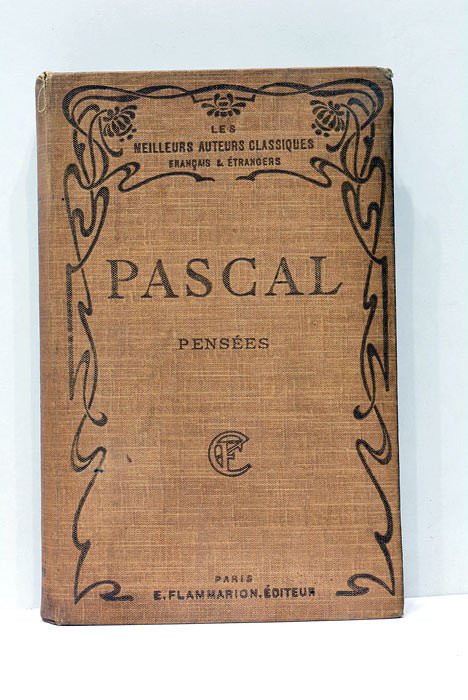 LES
MEILLEURS AUTEURS CLASSIQUES
FRANÇAIS & ÉTRANGERS
PASCAL
PENSÉES
EF
PARIS
E. FLAMMARION, ÉDITEUR